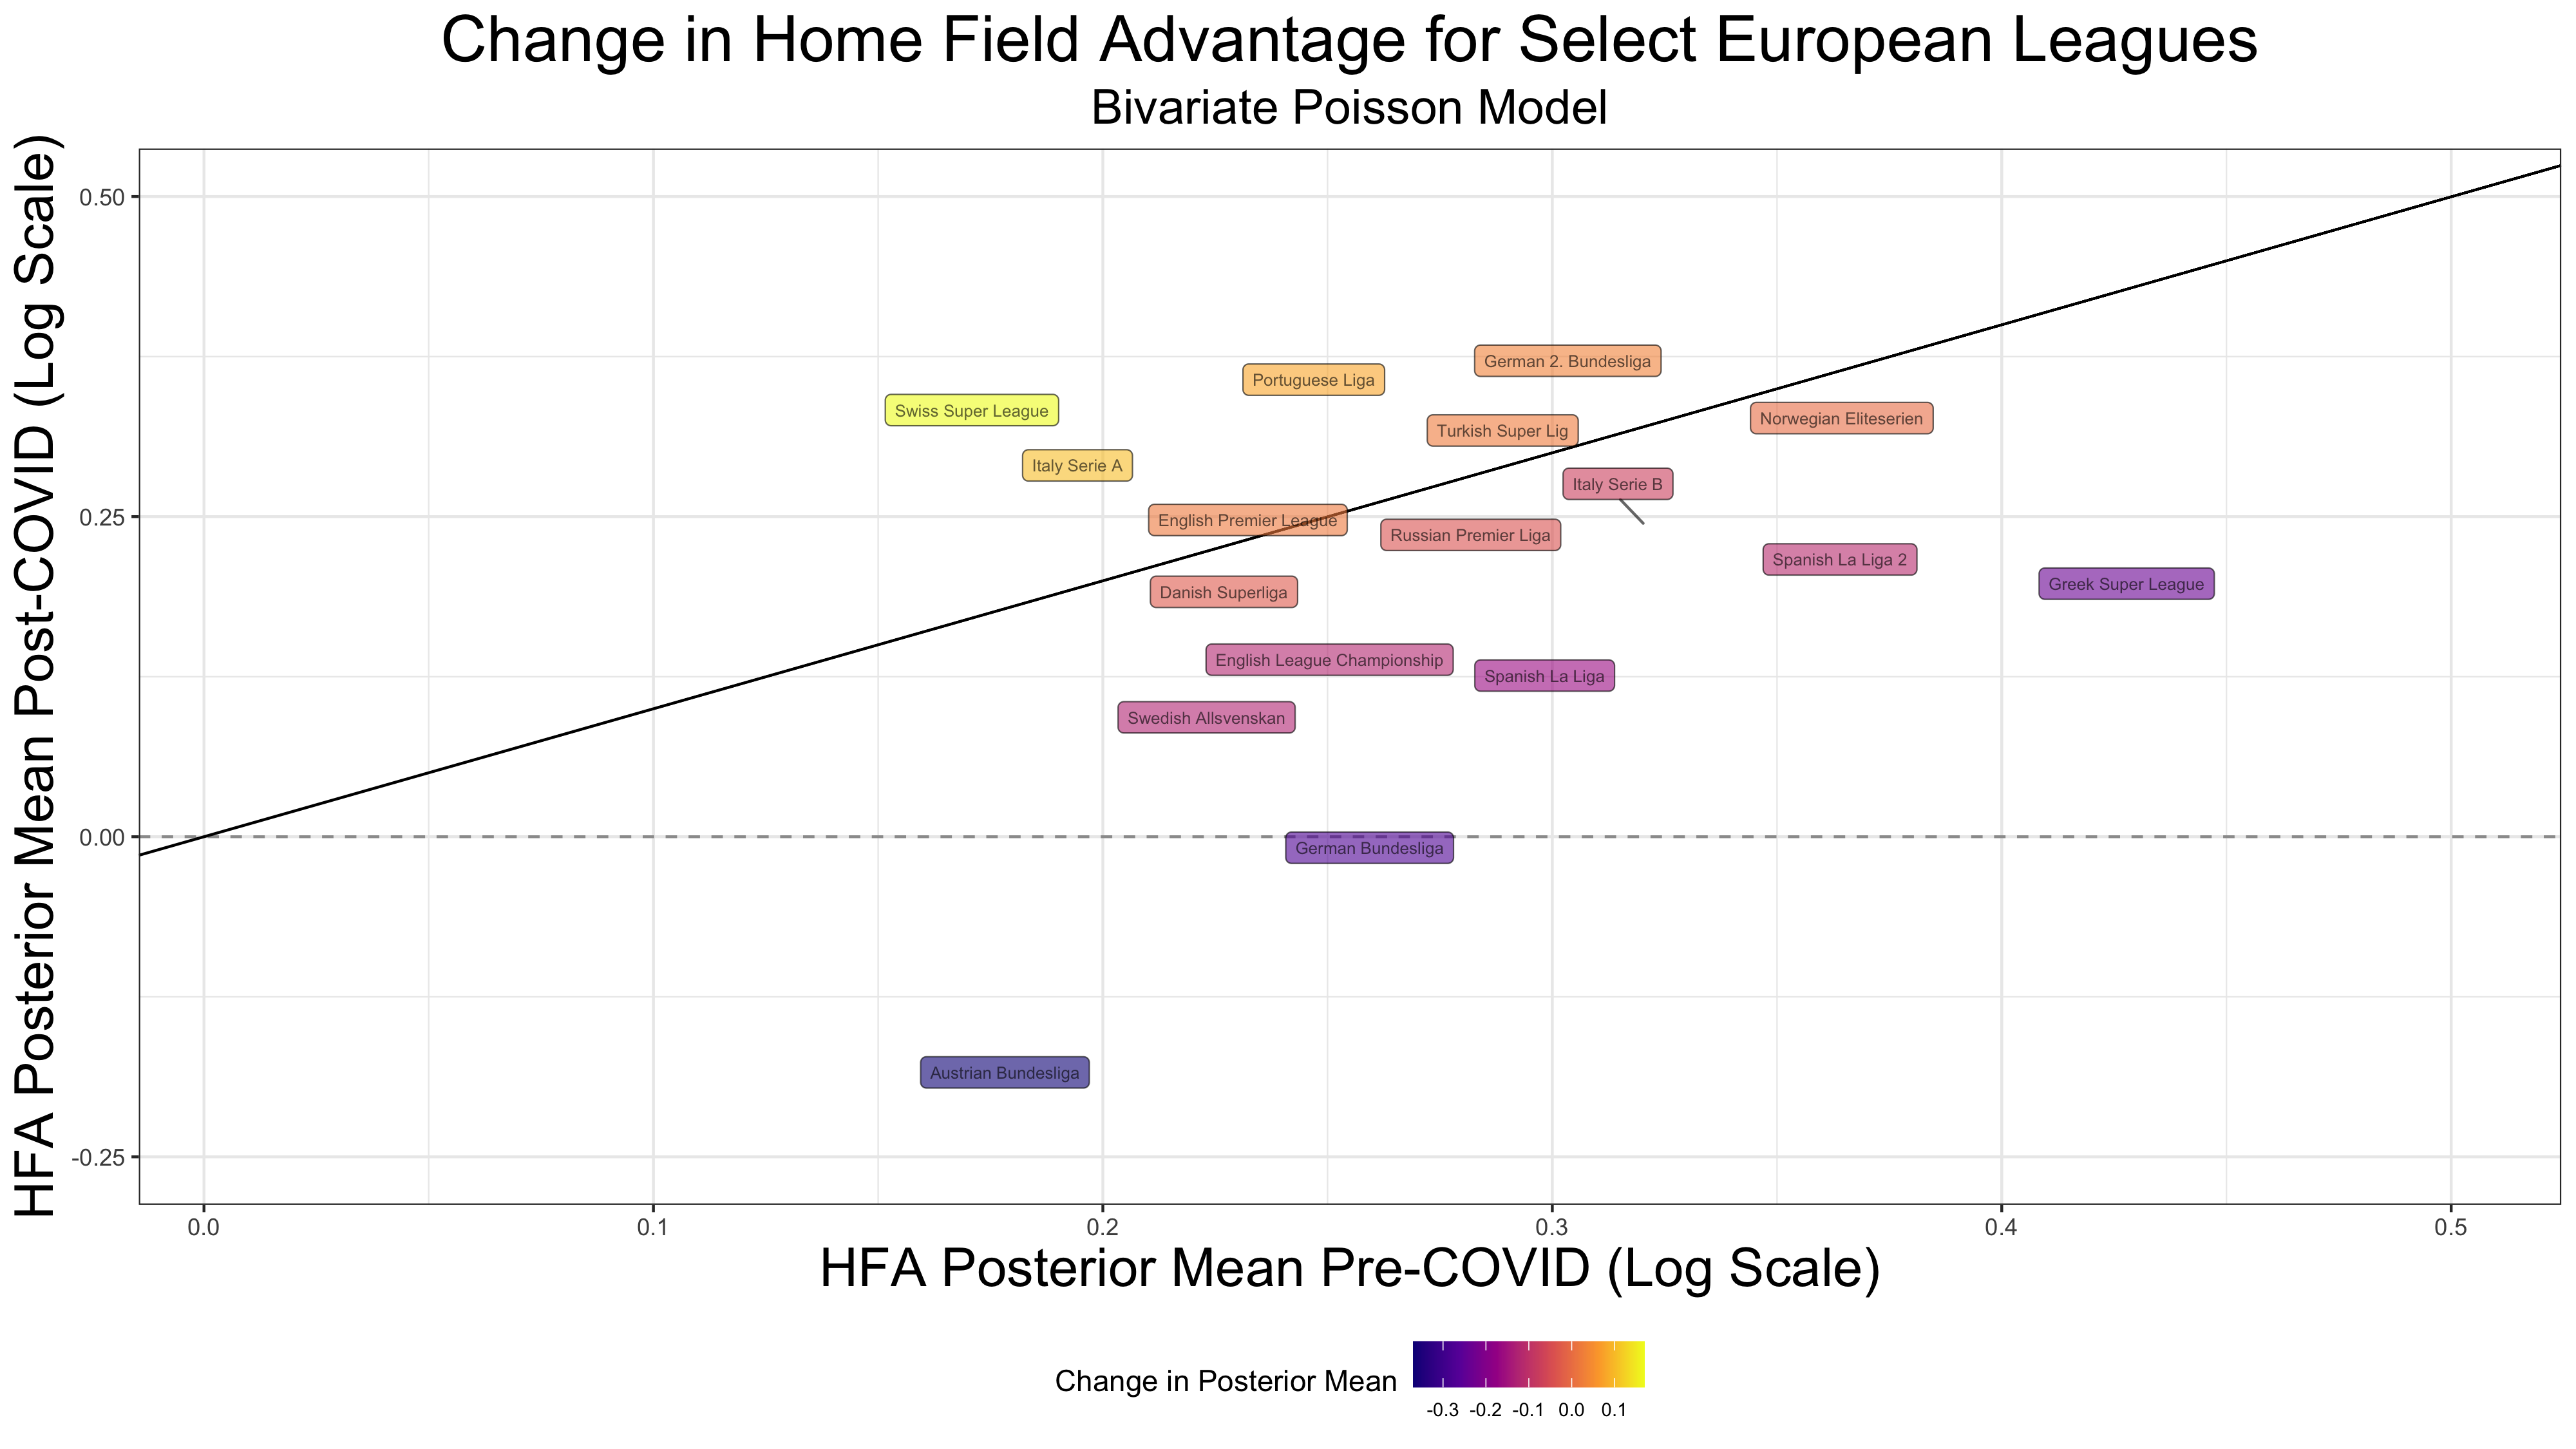 Change in Home Field Advantage for Select European Leagues
Bivariate Poisson Model
HFA Posterior Mean Post-COVID (Log Scale)
0.50
0.25
0.00
-0.25
German 2. Bundesliga
Portuguese Liga
Swiss Super League
Norwegian Eliteserien
Turkish Super Lig
Italy Serie A
Italy Serie B
English Premier League
Russian Premier Liga
Spanish La Liga 2
Greek Super League
Danish Superliga
English League Championship
Spanish La Liga
Swedish Allsvenskan
German Bundesliga
Austrian Bundesliga
0.0 0.1 0.2 0.3 0.4 0.5
HFA Posterior Mean Pre-COVID (Log Scale)
Change in Posterior Mean
-0.3 -0.2 -0.1 0.0 0.1